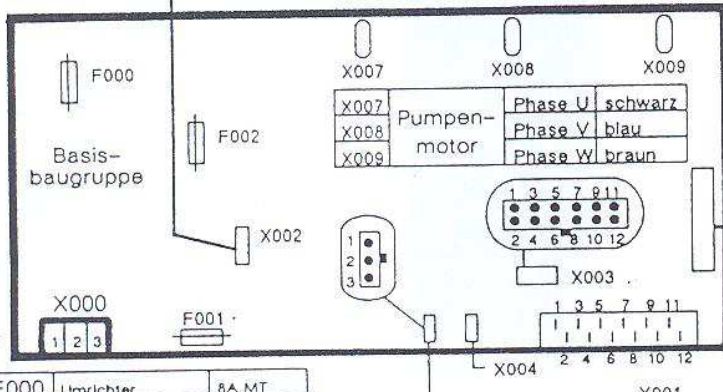 F000
X007 X008 X009
F002
X007 Phase U schwarz
X008 Pumpen- Phase V blau
X009 motor Phase W braun
Basis-
baugruppe
1 3 5 7 9 11
2 4 6 8 10 12
X002
1
2
3
X003
X000
1 2 3
F001
1 3 5 7 9 11
2 4 6 8 10 12
X004
F000 Umrichter 8A MT
X001